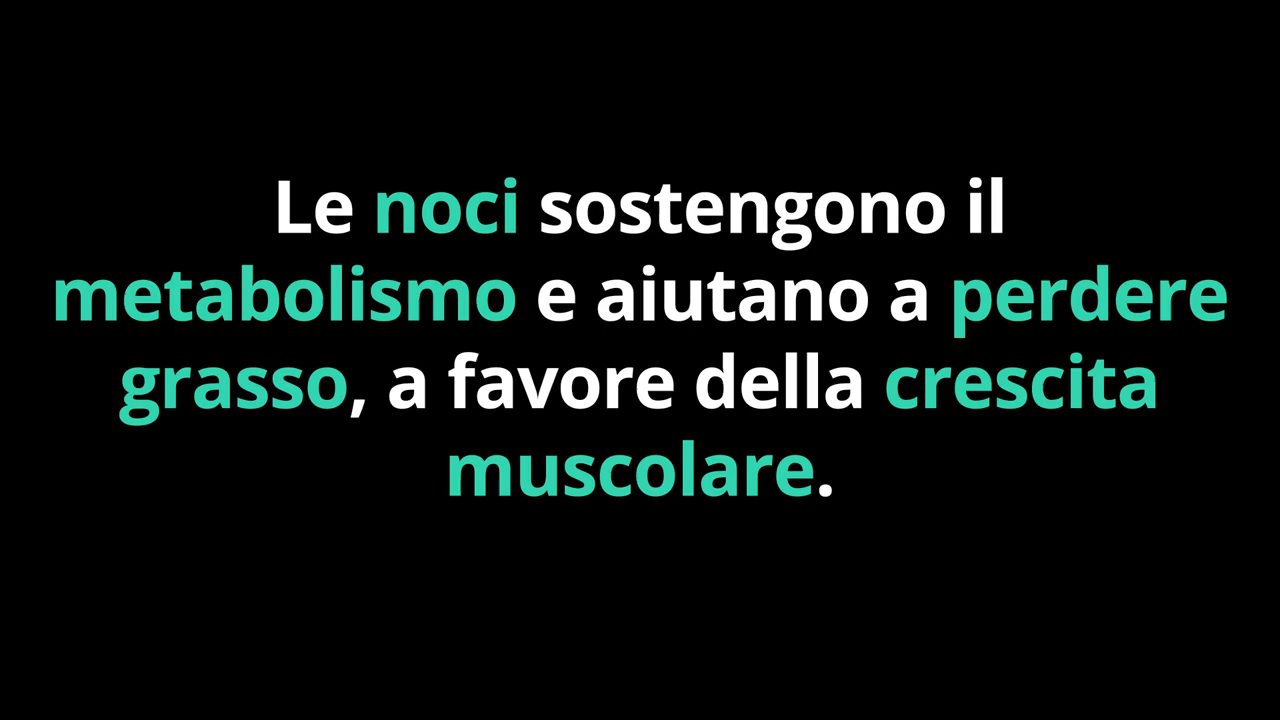 Le noci sostengono il
metabolismo e aiutano a perdere
grasso, a favore della crescita
muscolare.